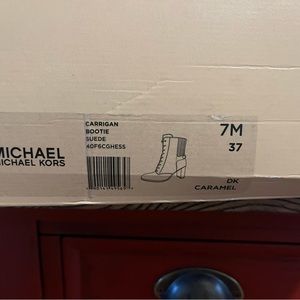 CARRIGAN
BOOTIE
SUEDE
40F6CGHE5S
MICHAEL
MICHAEL KORS
7M
37
DK
CARAMEL